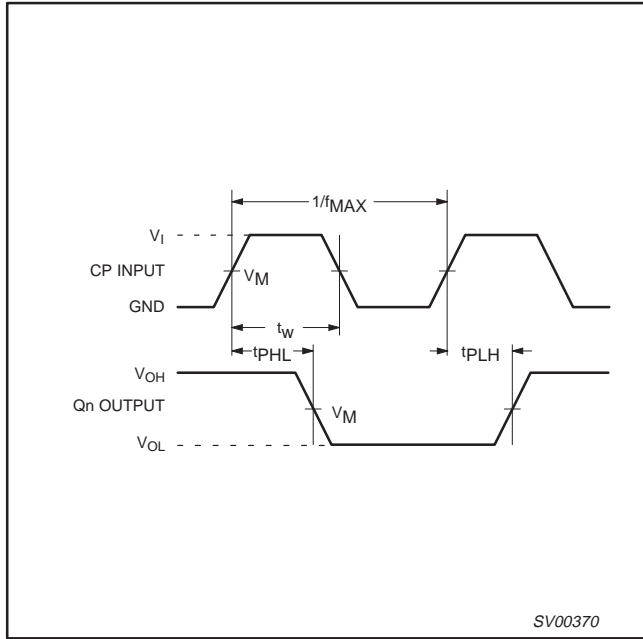 1/fMAX
VI
CP INPUT
VM
GND
tW
tPHL
tPLH
VOH
Qn OUTPUT
VM
VOL
SV00370